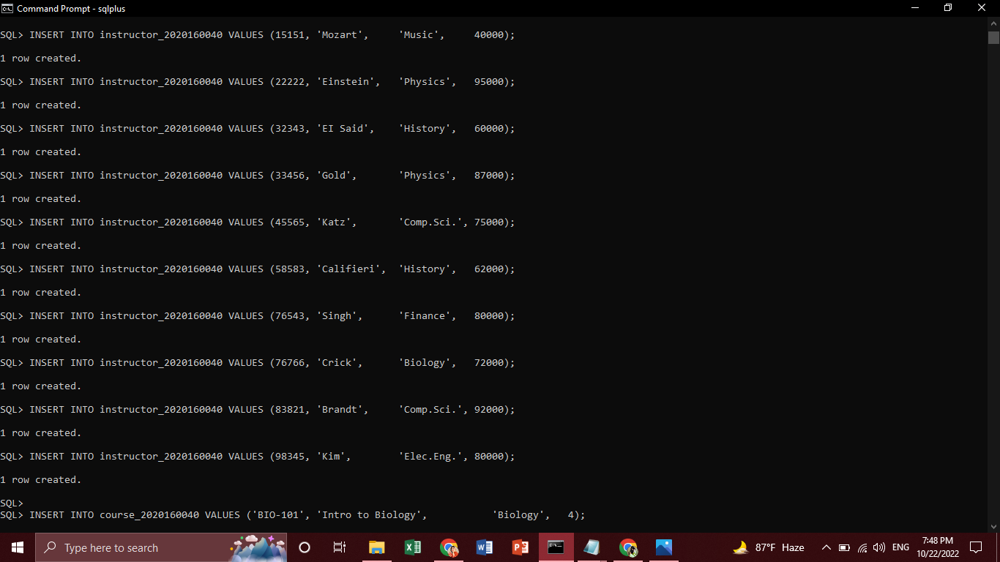 Command Prompt - sqlplus
SQL> INSERT INTO instructor_2020160040 VALUES (15151, 'Mozart',     'Music',     40000);
1 row created.
SQL> INSERT INTO instructor_2020160040 VALUES (22222, 'Einstein',   'Physics',   95000);
1 row created.
SQL> INSERT INTO instructor_2020160040 VALUES (32343, 'EI Said',    'History',   60000);
1 row created.
SQL> INSERT INTO instructor_2020160040 VALUES (33456, 'Gold',       'Physics',   87000);
1 row created.
SQL> INSERT INTO instructor_2020160040 VALUES (45565, 'Katz',       'Comp.Sci.', 75000);
1 row created.
SQL> INSERT INTO instructor_2020160040 VALUES (58583, 'Califieri',  'History',   62000);
1 row created.
SQL> INSERT INTO instructor_2020160040 VALUES (76543, 'Singh',      'Finance',   80000);
1 row created.
SQL> INSERT INTO instructor_2020160040 VALUES (76766, 'Crick',      'Biology',   72000);
1 row created.
SQL> INSERT INTO instructor_2020160040 VALUES (83821, 'Brandt',     'Comp.Sci.', 92000);
1 row created.
SQL> INSERT INTO instructor_2020160040 VALUES (98345, 'Kim',        'Elec.Eng.', 80000);
1 row created.
SQL>
SQL> INSERT INTO course_2020160040 VALUES ('BIO-101', 'Intro to Biology',           'Biology',   4);
Type here to search
87°F Haze
ENG
7:48 PM
10/22/2022